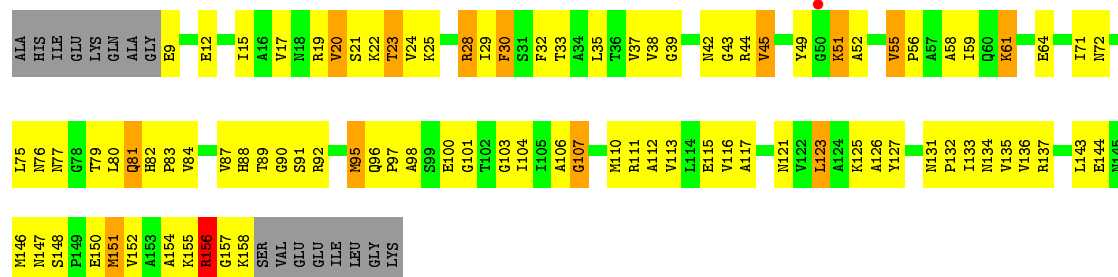 ALA HIS ILE GLU LYS GLN ALA GLY E9 E12 I15 A16 V17 N18 R19 V20 S21 K22 T23 V24 K25 R28 I29 F30 S31 F32 T33 A34 L35 T36 V37 V38 G39 N42 G43 R44 V45 Y49 G50 K51 A52 V55 P56 A57 A58 I59 Q60 K61 E64 I71 N72
L75 N76 N77 G78 T79 L80 Q81 H82 P83 V84 V87 H88 T89 G90 S91 R92 M95 Q96 P97 A98 S99 E100 G101 T102 G103 I104 I105 A106 G107 M110 R111 A112 V113 L114 E115 V116 A117 N121 V122 L123 A124 K125 A126 Y127 N131 P132 I133 N134 V135 V136 R137 L143 E144 N145
M146 N147 S148 P149 E150 M151 V152 A153 A154 K155 R156 G157 K158 SER VAL GLU GLU ILE LEU GLY LYS